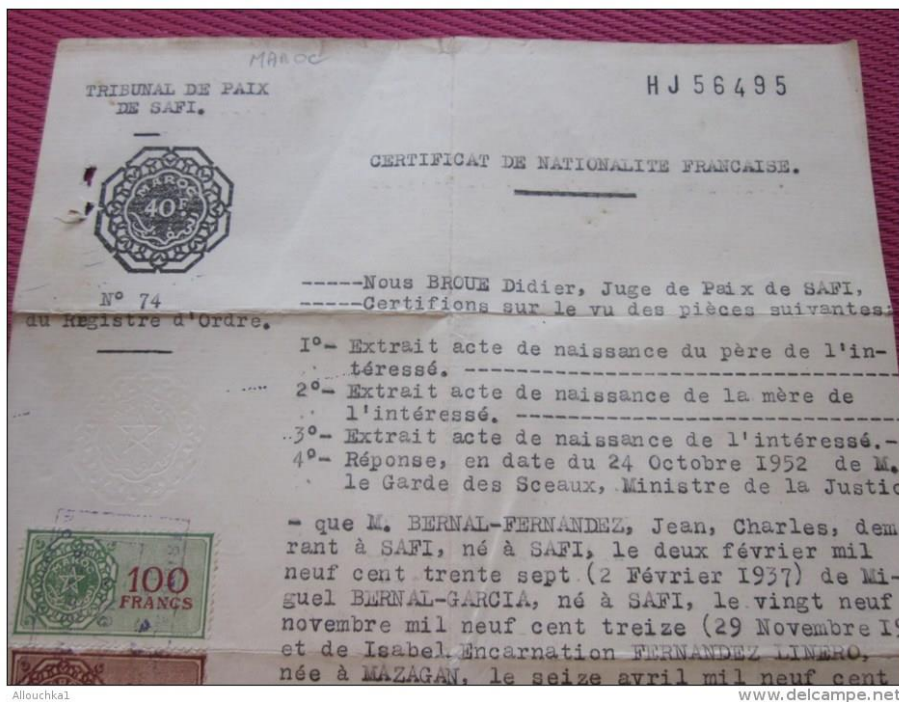 MAROC
TRIBUNAL DE PAIX
DE SAFI.
HJ56495
CERTIFICAT DE NATIONALITE FRANCAISE.
MAROC
40F
N° 74
du Registre d'Ordre.
-----Nous BROUE Didier, Juge de Paix de SAFI,
-----Certifions sur le vu des pièces suivantes:
I°- Extrait acte de naissance du père de l'in-
téressé. ----------------------------------
2°- Extrait acte de naissance de la mère de
l'intéressé. ------------------------------
3°- Extrait acte de naissance de l'intéressé.-
4°- Réponse, en date du 24 Octobre I952 de M.
le Garde des Sceaux, Ministre de la Justic
- que M. BERNAL-FERNANDEZ, Jean, Charles, dem
rant à SAFI, né à SAFI, le deux février mil
neuf cent trente sept (2 Février I937) de Mi-
guel BERNAL-GARCIA, né à SAFI, le vingt neuf
novembre mil neuf cent treize (29 Novembre I9
et de Isabel Encarnation FERNANDEZ LINERO,
née à MAZAGAN, le seize avril mil neuf cent
100
FRANCS
Allouchka1
www.delcampe.net